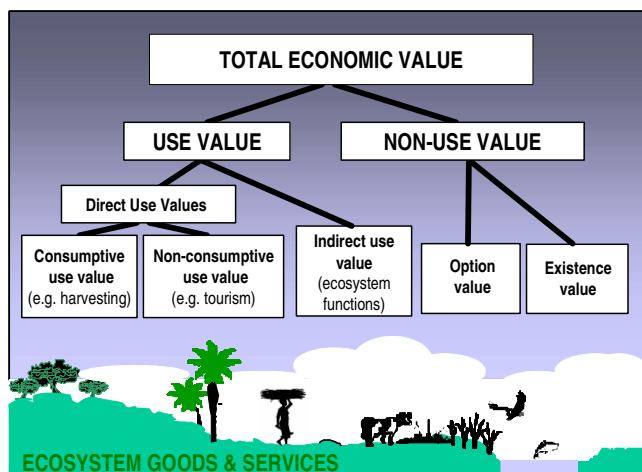 TOTAL ECONOMIC VALUE
USE VALUE
NON-USE VALUE
Direct Use Values
Consumptive
use value
(e.g. harvesting)
Non-consumptive
use value
(e.g. tourism)
Indirect use
value
(ecosystem
functions)
Option
value
Existence
value
ECOSYSTEM GOODS & SERVICES